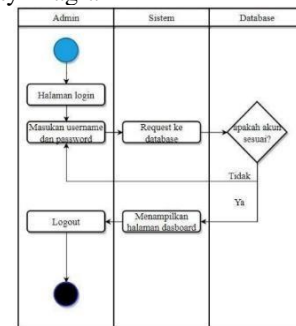 Admin
Sistem
Database
Halaman login
Masukan username
dan password
Request ke
database
apakah akun
sesuai?
Tidak
Ya
Logout
Menampilkan
halaman dasboard